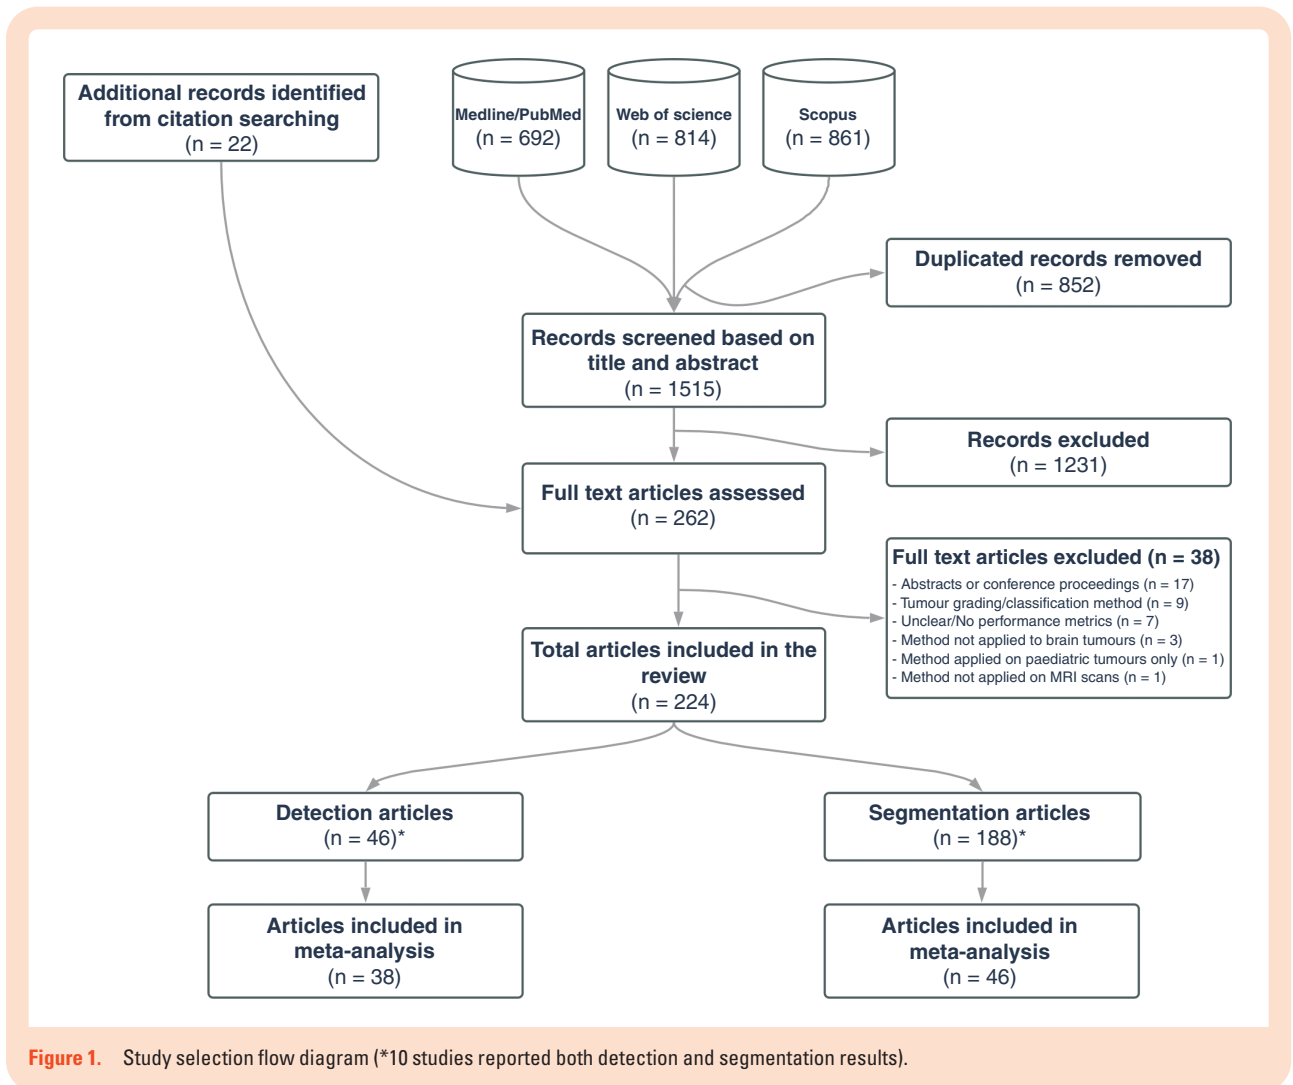 Additional records identified
from citation searching
(n = 22)
Medline/PubMed
(n = 692)
Web of science
(n = 814)
Scopus
(n = 861)
Duplicated records removed
(n = 852)
Records screened based on
title and abstract
(n = 1515)
Records excluded
(n = 1231)
Full text articles assessed
(n = 262)
Full text articles excluded (n = 38)
- Abstracts or conference proceedings (n = 17)
- Tumour grading/classification method (n = 9)
- Unclear/No performance metrics (n = 7)
- Method not applied to brain tumours (n = 3)
- Method applied on paediatric tumours only (n = 1)
- Method not applied on MRI scans (n = 1)
Total articles included in the
review
(n = 224)
Detection articles
(n = 46)*
Segmentation articles
(n = 188)*
Articles included in
meta-analysis
(n = 38)
Articles included in
meta-analysis
(n = 46)
Figure 1. Study selection flow diagram (*10 studies reported both detection and segmentation results).